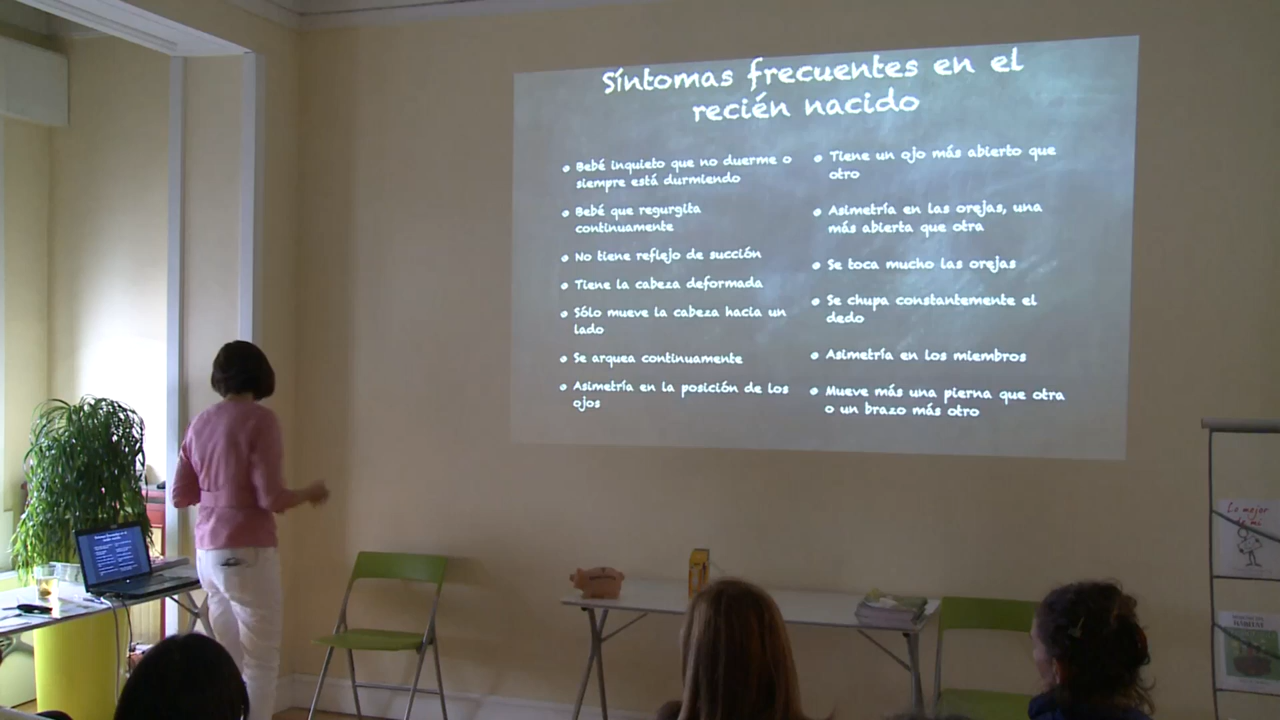 Síntomas frecuentes en el
recién nacido
Bebé inquieto que no duerme o
siempre está durmiendo
Bebé que regurgita
continuamente
No tiene reflejo de succión
Tiene la cabeza deformada
Sólo mueve la cabeza hacia un
lado
Se arquea continuamente
Asimetría en la posición de los
ojos
Tiene un ojo más abierto que
otro
Asimetría en las orejas, una
más abierta que otra
Se toca mucho las orejas
Se chupa constantemente el
dedo
Asimetría en los miembros
Mueve más una pierna que otra
o un brazo más otro
Lo mejor
de mi